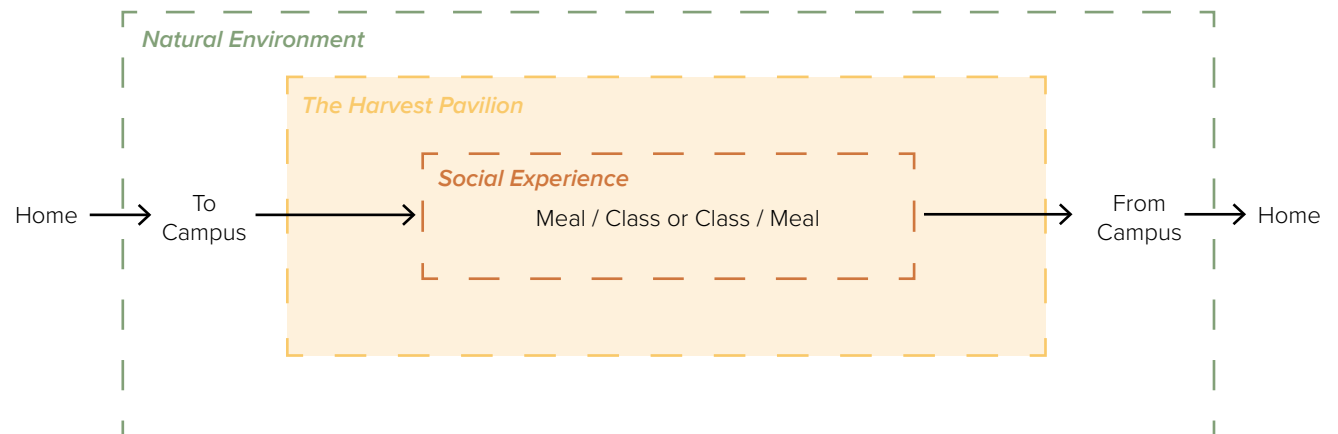 Natural Environment
The Harvest Pavilion
Social Experience
Home
To
Campus
Meal / Class or Class / Meal
From
Campus
Home